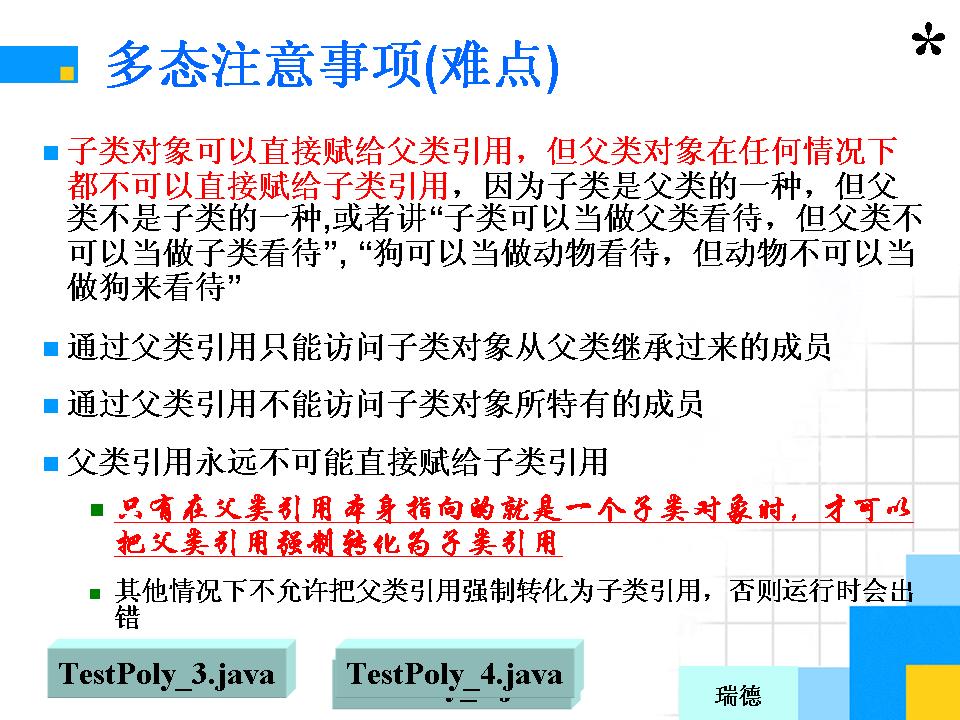 多态注意事项(难点)
*
子类对象可以直接赋给父类引用，但父类对象在任何情况下
都不可以直接赋给子类引用，因为子类是父类的一种，但父
类不是子类的一种,或者讲“子类可以当做父类看待，但父类不
可以当做子类看待”, “狗可以当做动物看待，但动物不可以当
做狗来看待”
通过父类引用只能访问子类对象从父类继承过来的成员
通过父类引用不能访问子类对象所特有的成员
父类引用永远不可能直接赋给子类引用
只有在父类引用本身指向的就是一个子类对象时，才可以
把父类引用强制转化为子类引用
其他情况下不允许把父类引用强制转化为子类引用，否则运行时会出
错
TestPoly_3.java
TestPoly_4.java
瑞德